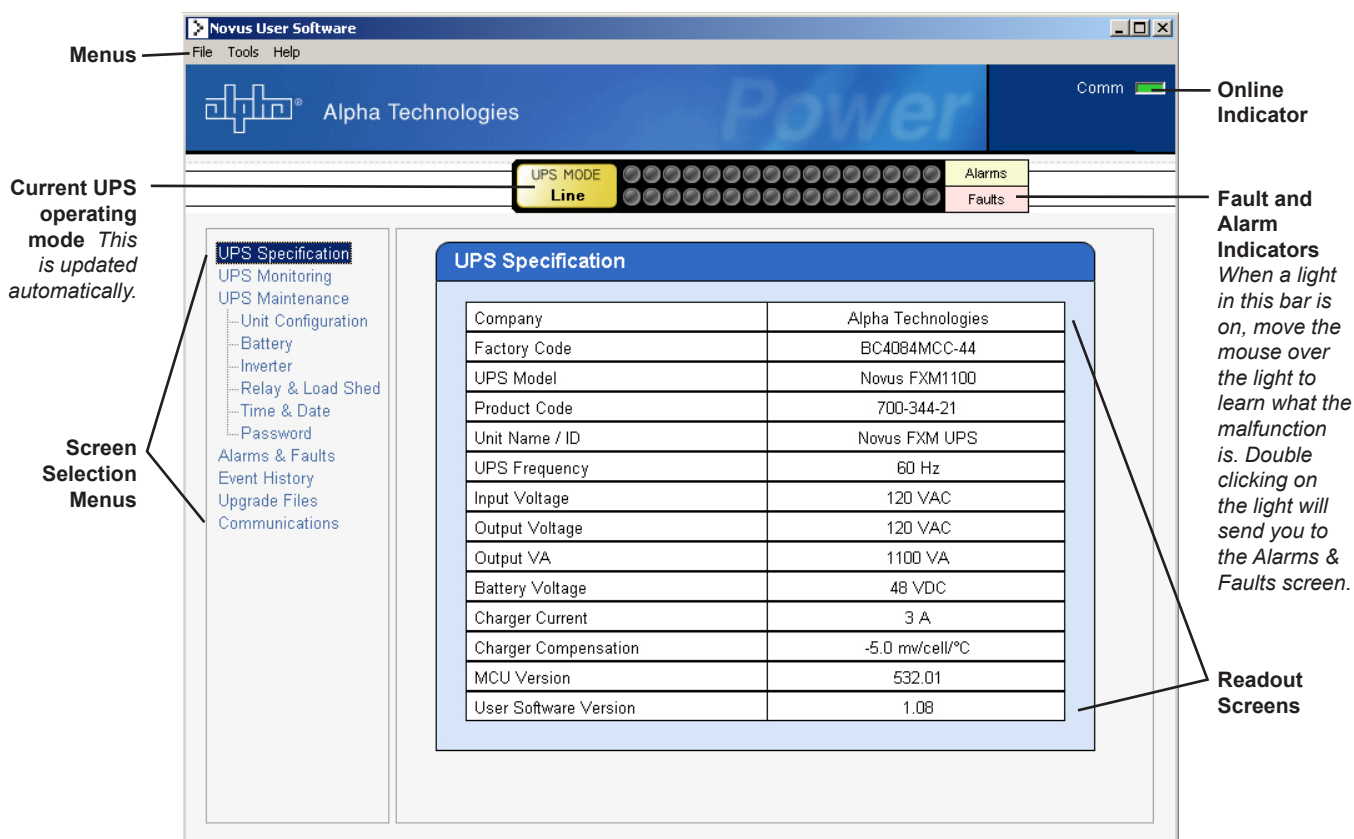 Novus User Software
File Tools Help
Menus
alpha® Alpha Technologies
Power
Comm
Online
Indicator
UPS MODE
Line
Alarms
Faults
Current UPS
operating
mode This
is updated
automatically.
Fault and
Alarm
Indicators
When a light
in this bar is
on, move the
mouse over
the light to
learn what the
malfunction
is. Double
clicking on
the light will
send you to
the Alarms &
Faults screen.
UPS Specification
UPS Monitoring
UPS Maintenance
Unit Configuration
Battery
Inverter
Relay & Load Shed
Time & Date
Password
Alarms & Faults
Event History
Upgrade Files
Communications
Screen
Selection
Menus
UPS Specification
Company Alpha Technologies
Factory Code BC4084MCC-44
UPS Model Novus FXM1100
Product Code 700-344-21
Unit Name / ID Novus FXM UPS
UPS Frequency 60 Hz
Input Voltage 120 VAC
Output Voltage 120 VAC
Output VA 1100 VA
Battery Voltage 48 VDC
Charger Current 3 A
Charger Compensation -5.0 mv/cell/°C
MCU Version 532.01
User Software Version 1.08
Readout
Screens